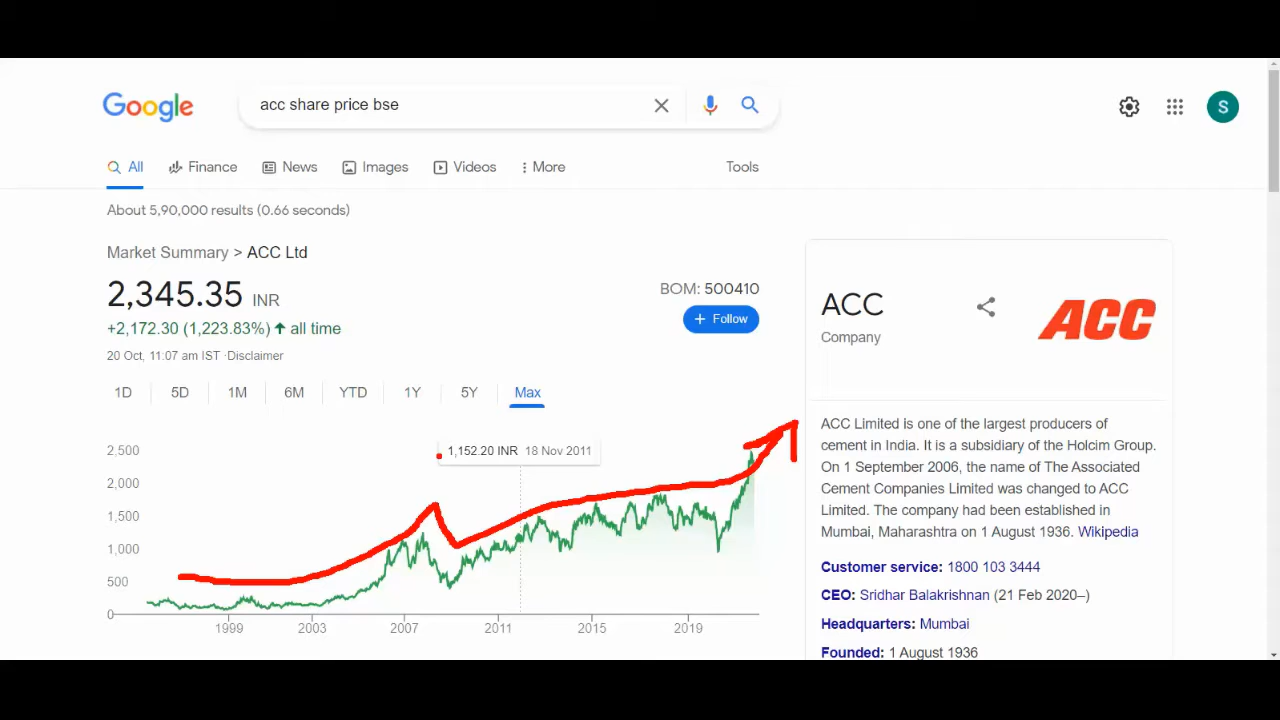 Google
acc share price bse
S
All Finance News Images Videos More Tools
About 5,90,000 results (0.66 seconds)
Market Summary > ACC Ltd
2,345.35 INR
+2,172.30 (1,223.83%) ↑ all time
20 Oct, 11:07 am IST · Disclaimer
BOM: 500410
+ Follow
1D 5D 1M 6M YTD 1Y 5Y Max
1,152.20 INR 18 Nov 2011
2,500
2,000
1,500
1,000
500
0
1999 2003 2007 2011 2015 2019
ACC
Company
ACC
ACC Limited is one of the largest producers of
cement in India. It is a subsidiary of the Holcim Group.
On 1 September 2006, the name of The Associated
Cement Companies Limited was changed to ACC
Limited. The company had been established in
Mumbai, Maharashtra on 1 August 1936. Wikipedia
Customer service: 1800 103 3444
CEO: Sridhar Balakrishnan (21 Feb 2020–)
Headquarters: Mumbai
Founded: 1 August 1936